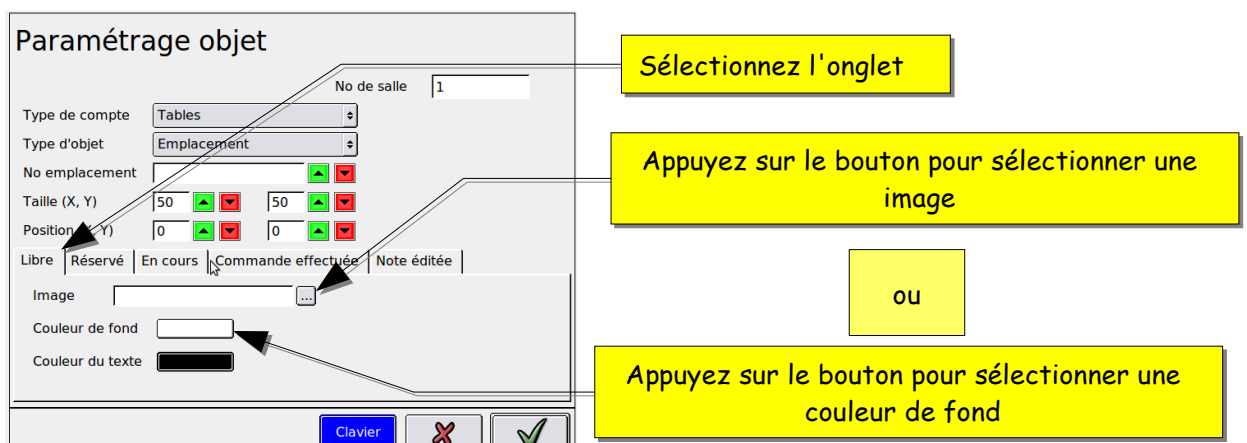 Paramétrage objet
Sélectionnez l'onglet
No de salle 1
Type de compte Tables
Type d'objet Emplacement
Appuyez sur le bouton pour sélectionner une
image
No emplacement
Taille (X, Y) 50 50
Position (X, Y) 0 0
Libre Réservé En cours Commande effectuée Note éditée
Image ...
ou
Couleur de fond
Couleur du texte
Appuyez sur le bouton pour sélectionner une
couleur de fond
Clavier